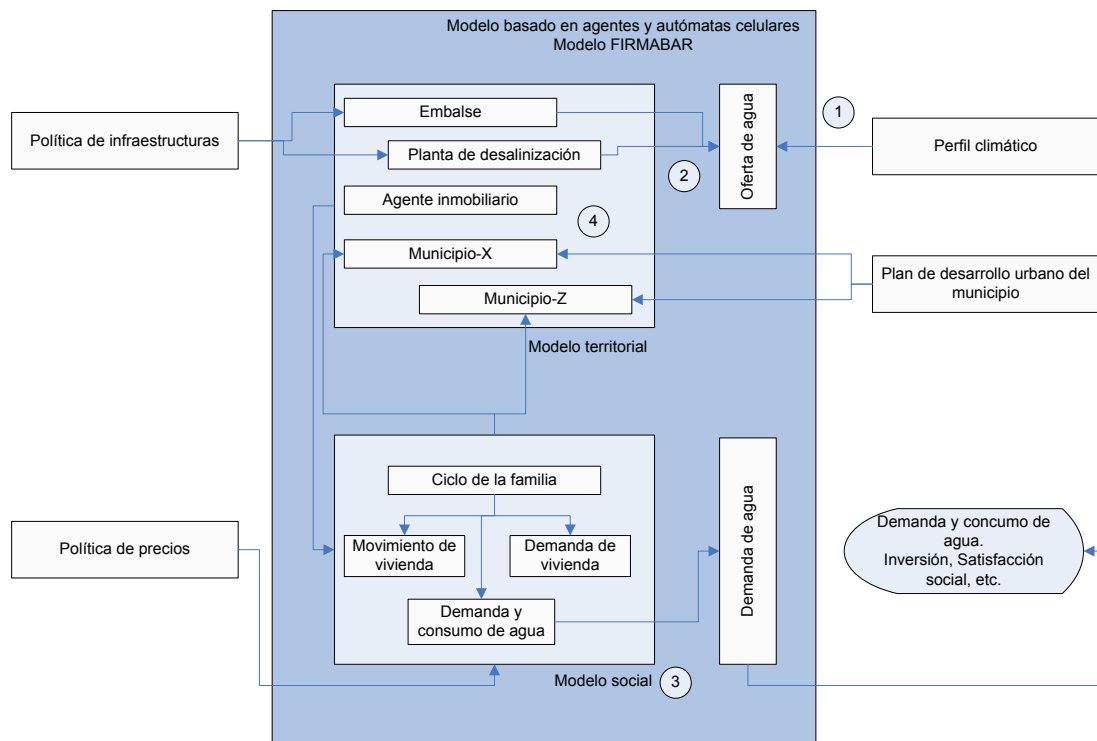 Modelo basado en agentes y autómatas celulares
Modelo FIRMABAR
Política de infraestructuras
Embalse
Planta de desalinización
Agente inmobiliario
Municipio-X
Municipio-Z
Modelo territorial
Oferta de agua
1
2
4
Perfil climático
Plan de desarrollo urbano del
municipio
Política de precios
Ciclo de la familia
Movimiento de
vivienda
Demanda de
vivienda
Demanda y
consumo de agua
Modelo social
3
Demanda de agua
Demanda y concumo de
agua.
Inversión, Satisfacción
social, etc.